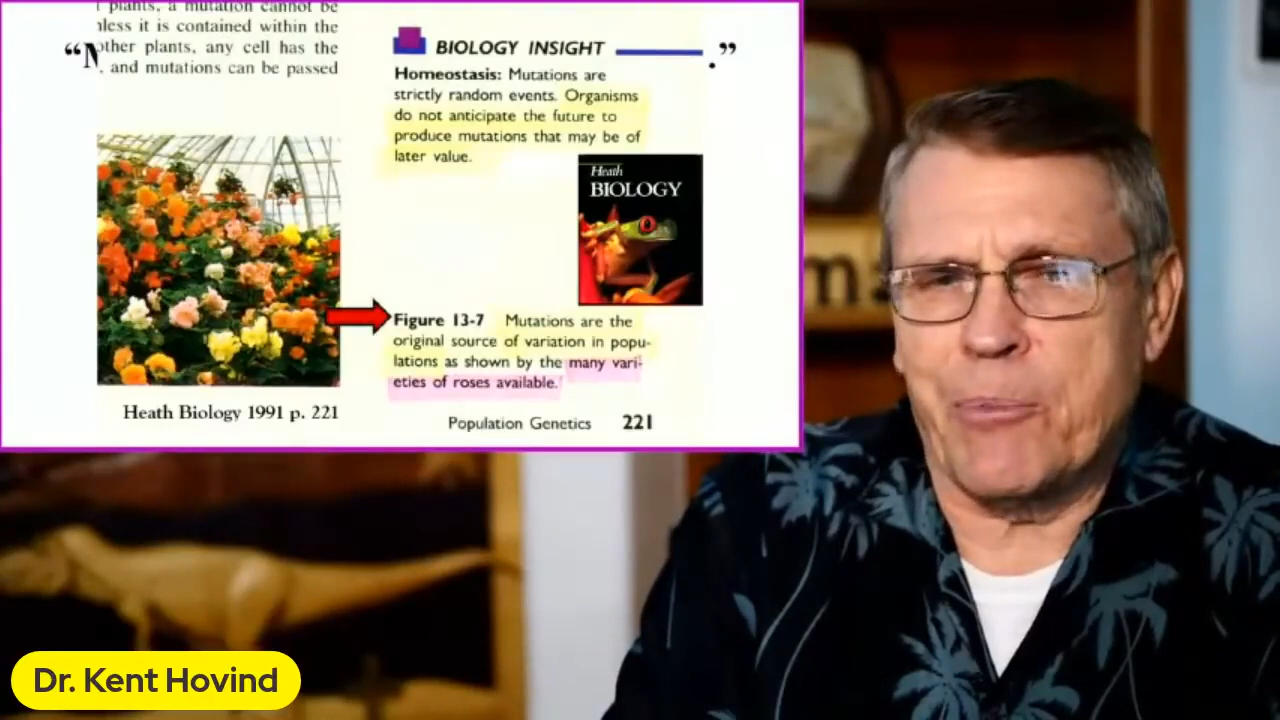 plants, a mutation cannot be
it is contained within the
other plants, any cell has the
, and mutations can be passed
“N
.”
BIOLOGY INSIGHT
Homeostasis: Mutations are
strictly random events. Organisms
do not anticipate the future to
produce mutations that may be of
later value.
Heath
BIOLOGY
Figure 13-7 Mutations are the
original source of variation in popu-
lations as shown by the many vari-
eties of roses available.
Heath Biology 1991 p. 221
Population Genetics 221
Dr. Kent Hovind